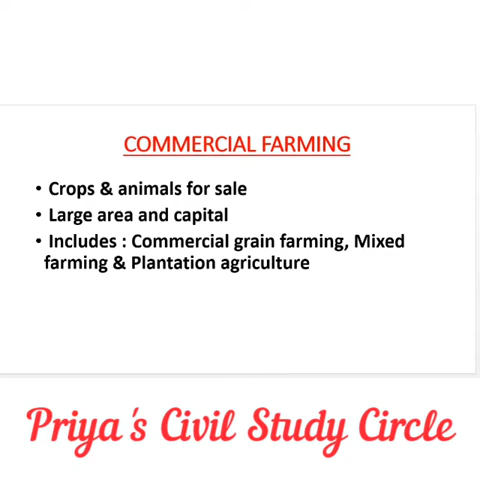 COMMERCIAL FARMING
• Crops & animals for sale
• Large area and capital
• Includes : Commercial grain farming, Mixed
farming & Plantation agriculture
Priya's Civil Study Circle